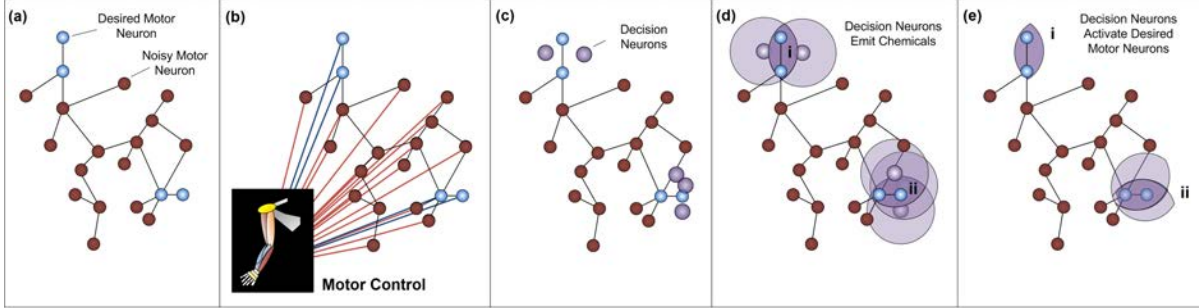 (a)
Desired Motor
Neuron
Noisy Motor
Neuron
(b)
Motor Control
(c)
Decision
Neurons
(d)
Decision Neurons
Emit Chemicals
i
ii
(e)
Decision Neurons
Activate Desired
Motor Neurons
i
ii